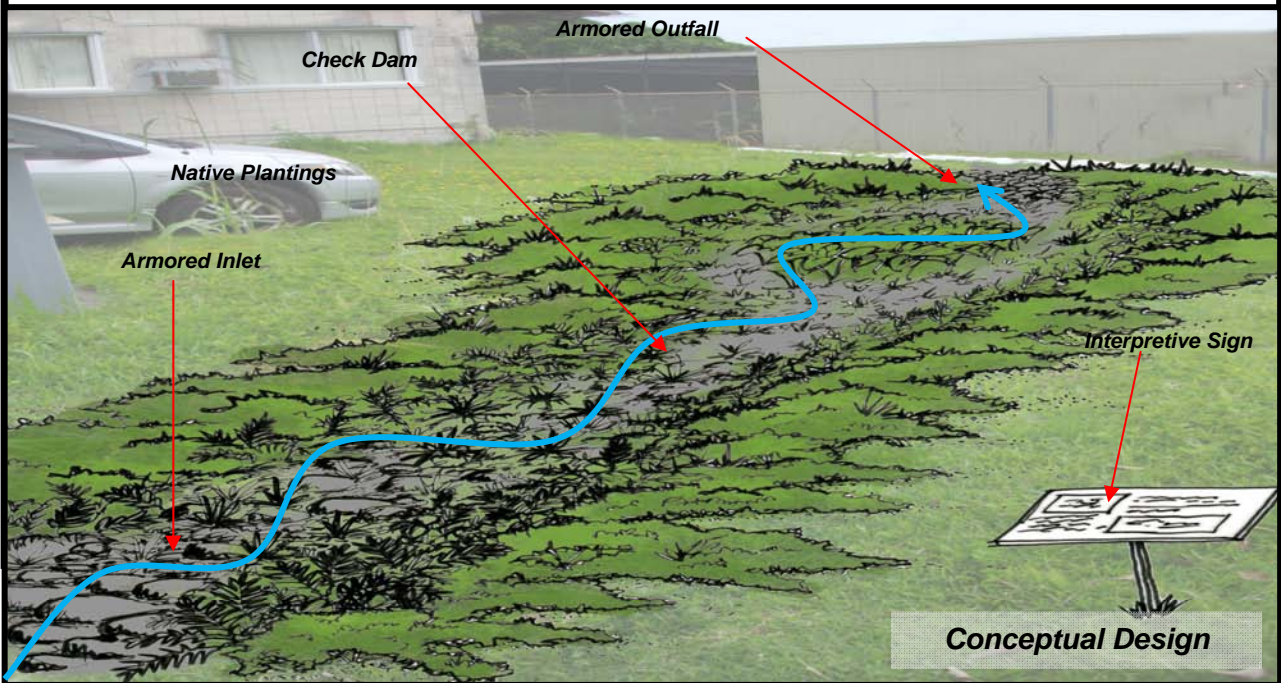 Armored Outfall
Check Dam
Native Plantings
Armored Inlet
Interpretive Sign
Conceptual Design